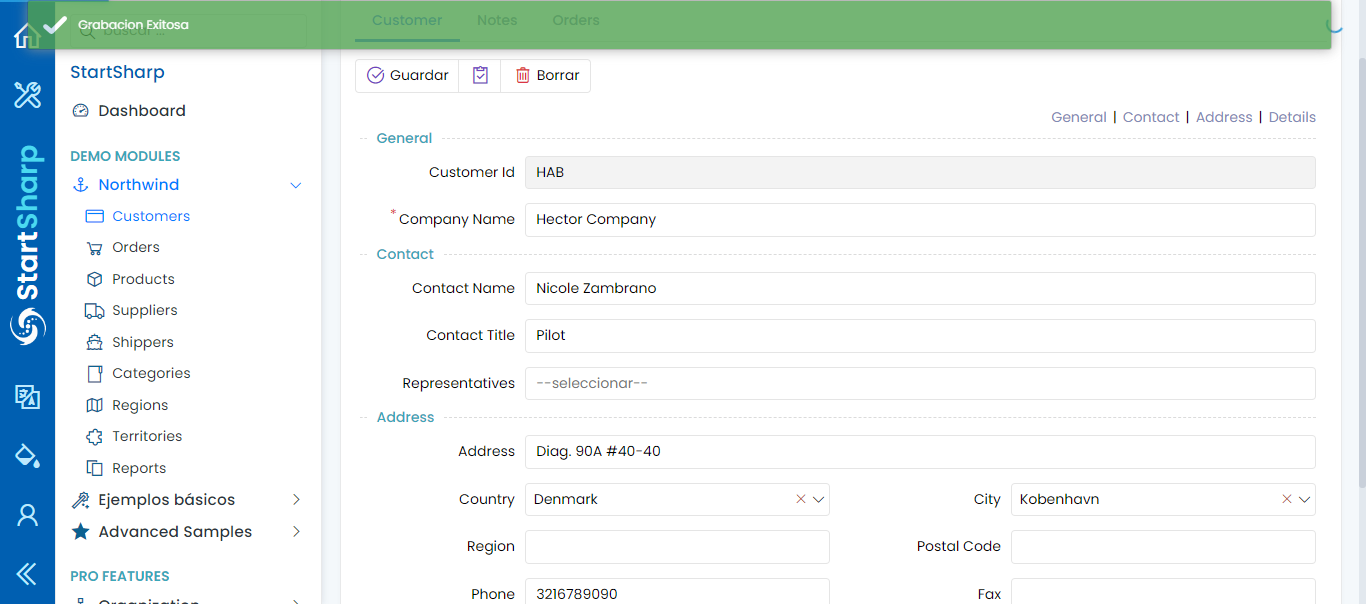 Grabacion Exitosa
buscar ...
Customer Notes Orders
StartSharp
StartSharp
Dashboard
DEMO MODULES
Northwind
Customers
Orders
Products
Suppliers
Shippers
Categories
Regions
Territories
Reports
Ejemplos básicos
Advanced Samples
PRO FEATURES
Organization
Guardar Borrar
General | Contact | Address | Details
General
Customer Id HAB
*Company Name Hector Company
Contact
Contact Name Nicole Zambrano
Contact Title Pilot
Representatives --seleccionar--
Address
Address Diag. 90A #40-40
Country Denmark City Kobenhavn
Region Postal Code
Phone 3216789090 Fax